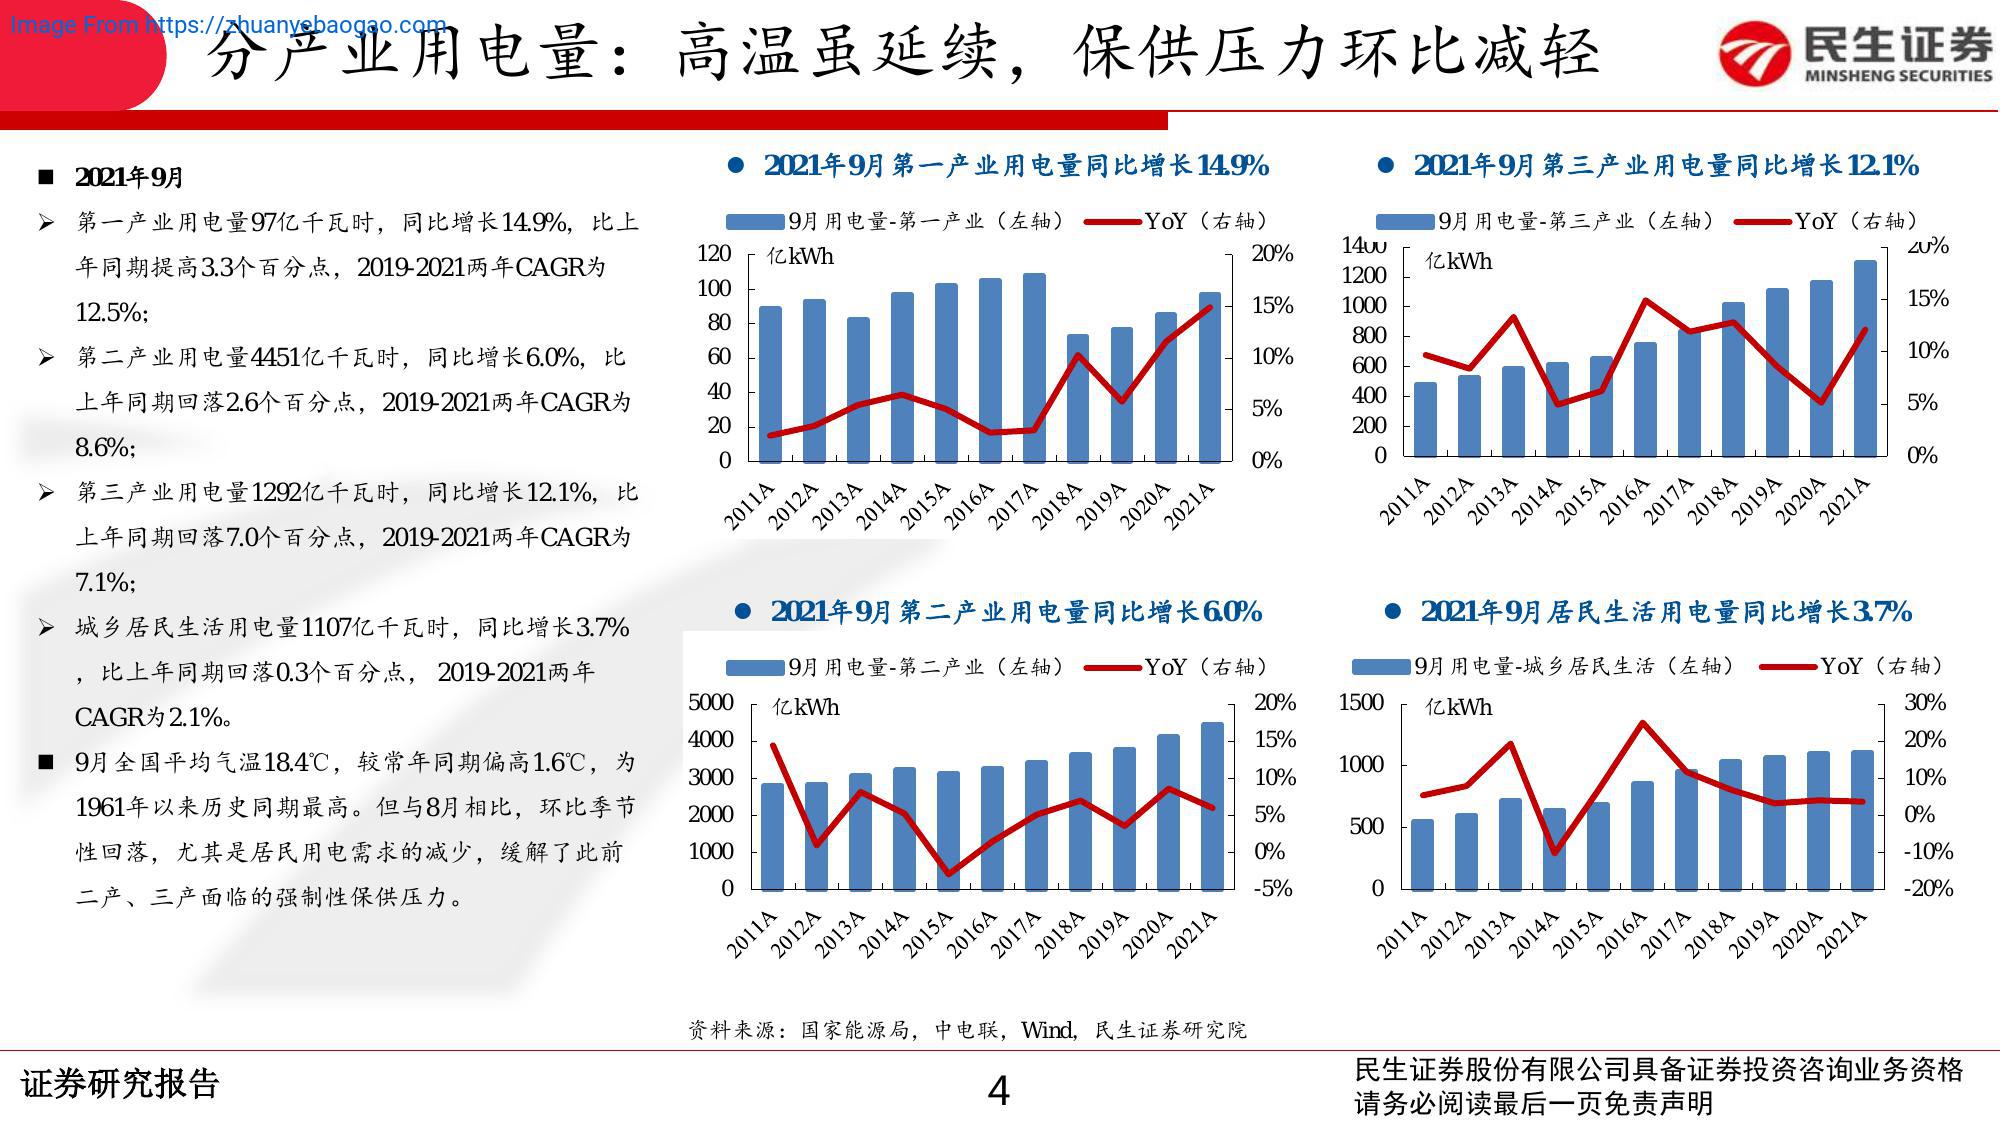 Image From https://zhuanyebaogao.com
分产业用电量：高温虽延续，保供压力环比减轻
民生证券
MINSHENG SECURITIES
■ 2021年9月
➢ 第一产业用电量97亿千瓦时，同比增长14.9%，比上
年同期提高3.3个百分点，2019-2021两年CAGR为
12.5%；
➢ 第二产业用电量4451亿千瓦时，同比增长6.0%，比
上年同期回落2.6个百分点，2019-2021两年CAGR为
8.6%；
➢ 第三产业用电量1292亿千瓦时，同比增长12.1%，比
上年同期回落7.0个百分点，2019-2021两年CAGR为
7.1%；
➢ 城乡居民生活用电量1107亿千瓦时，同比增长3.7%
，比上年同期回落0.3个百分点， 2019-2021两年
CAGR为2.1%。
■ 9月全国平均气温18.4℃，较常年同期偏高1.6℃，为
1961年以来历史同期最高。但与8月相比，环比季节
性回落，尤其是居民用电需求的减少，缓解了此前
二产、三产面临的强制性保供压力。
● 2021年9月第一产业用电量同比增长14.9%
9月用电量-第一产业（左轴） YoY（右轴）
亿kWh
120 20%
100 15%
80
60 10%
40 5%
20
0 0%
2011A 2012A 2013A 2014A 2015A 2016A 2017A 2018A 2019A 2020A 2021A
● 2021年9月第三产业用电量同比增长12.1%
9月用电量-第三产业（左轴） YoY（右轴）
亿kWh
1400 20%
1200
1000 15%
800
600 10%
400 5%
200
0 0%
2011A 2012A 2013A 2014A 2015A 2016A 2017A 2018A 2019A 2020A 2021A
● 2021年9月第二产业用电量同比增长6.0%
9月用电量-第二产业（左轴） YoY（右轴）
亿kWh
5000 20%
4000 15%
3000 10%
2000 5%
1000 0%
0 -5%
2011A 2012A 2013A 2014A 2015A 2016A 2017A 2018A 2019A 2020A 2021A
● 2021年9月居民生活用电量同比增长3.7%
9月用电量-城乡居民生活（左轴） YoY（右轴）
亿kWh
1500 30%
20%
1000 10%
0%
500 -10%
0 -20%
2011A 2012A 2013A 2014A 2015A 2016A 2017A 2018A 2019A 2020A 2021A
资料来源：国家能源局，中电联，Wind，民生证券研究院
证券研究报告
4
民生证券股份有限公司具备证券投资咨询业务资格
请务必阅读最后一页免责声明